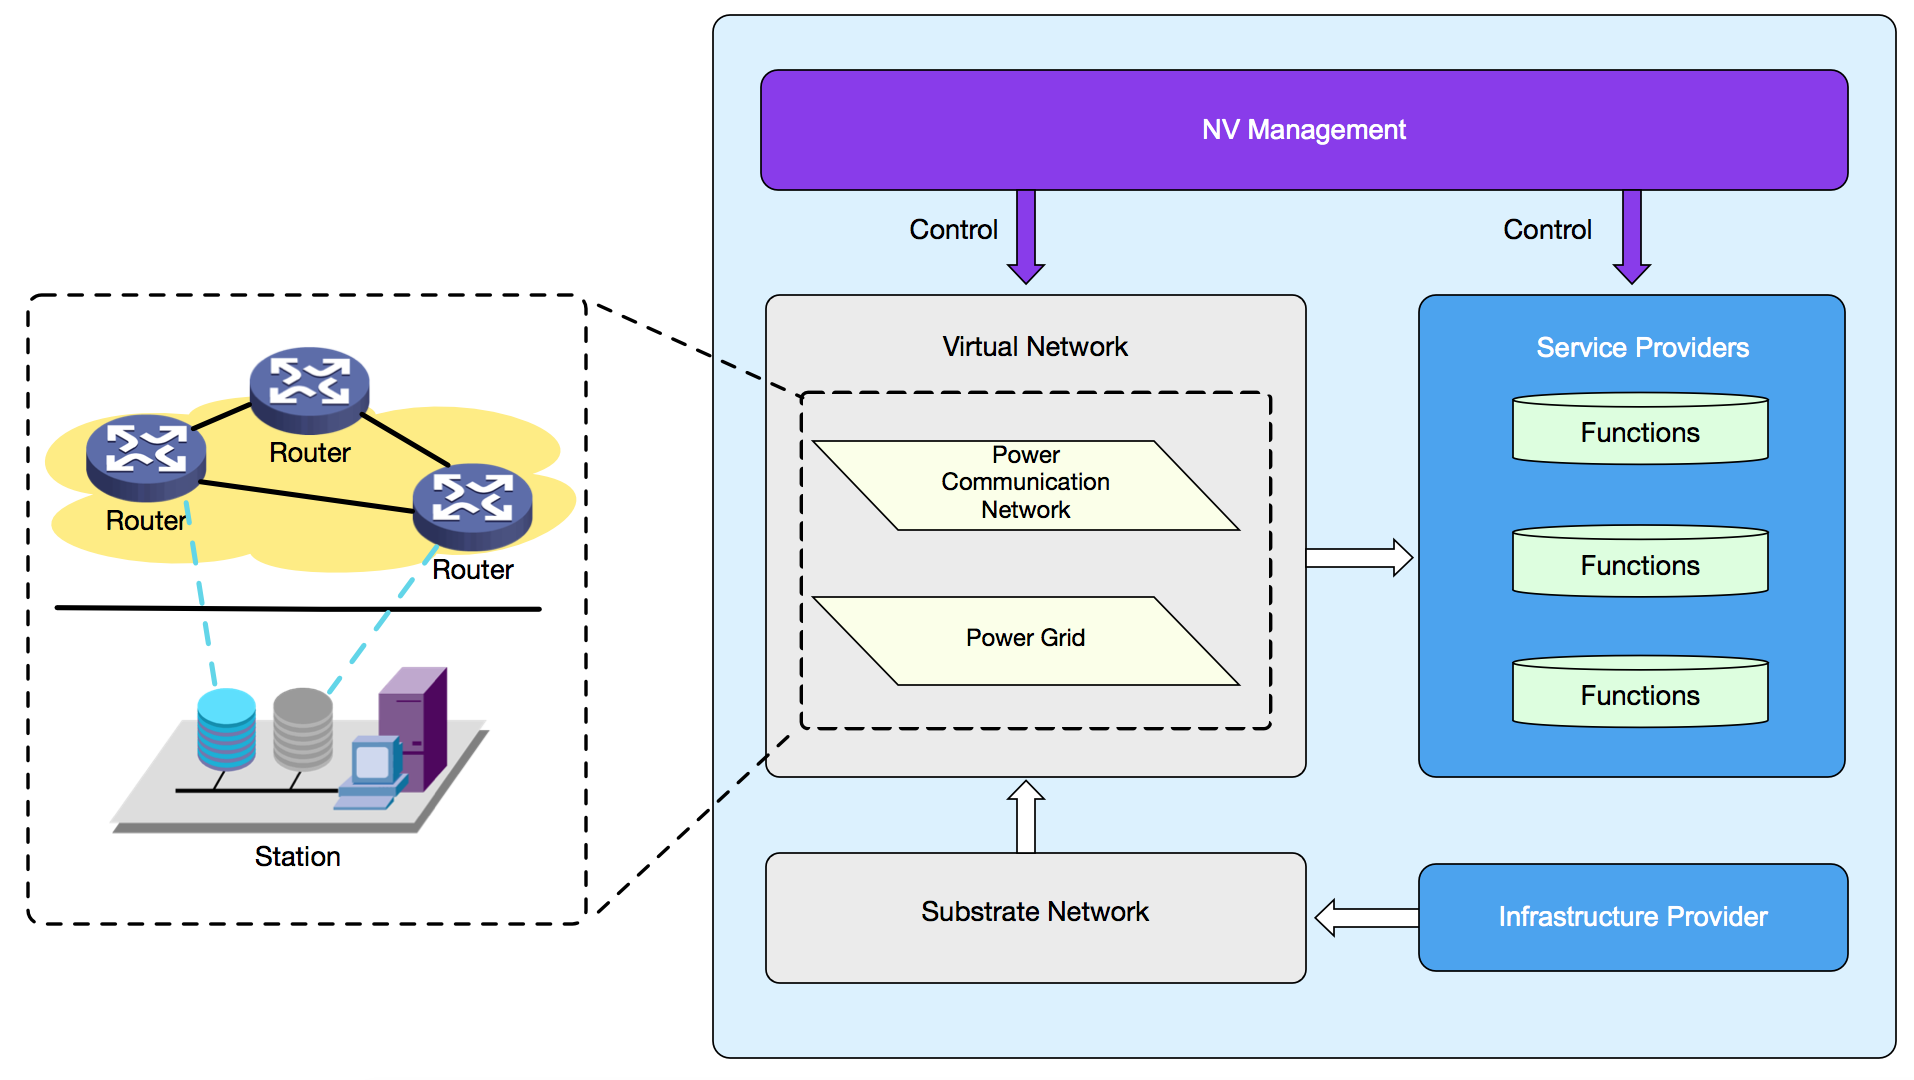 NV Management
Control
Control
Virtual Network
Service Providers
Power
Communication
Network
Power Grid
Functions
Functions
Functions
Substrate Network
Infrastructure Provider
Router
Router
Router
Station